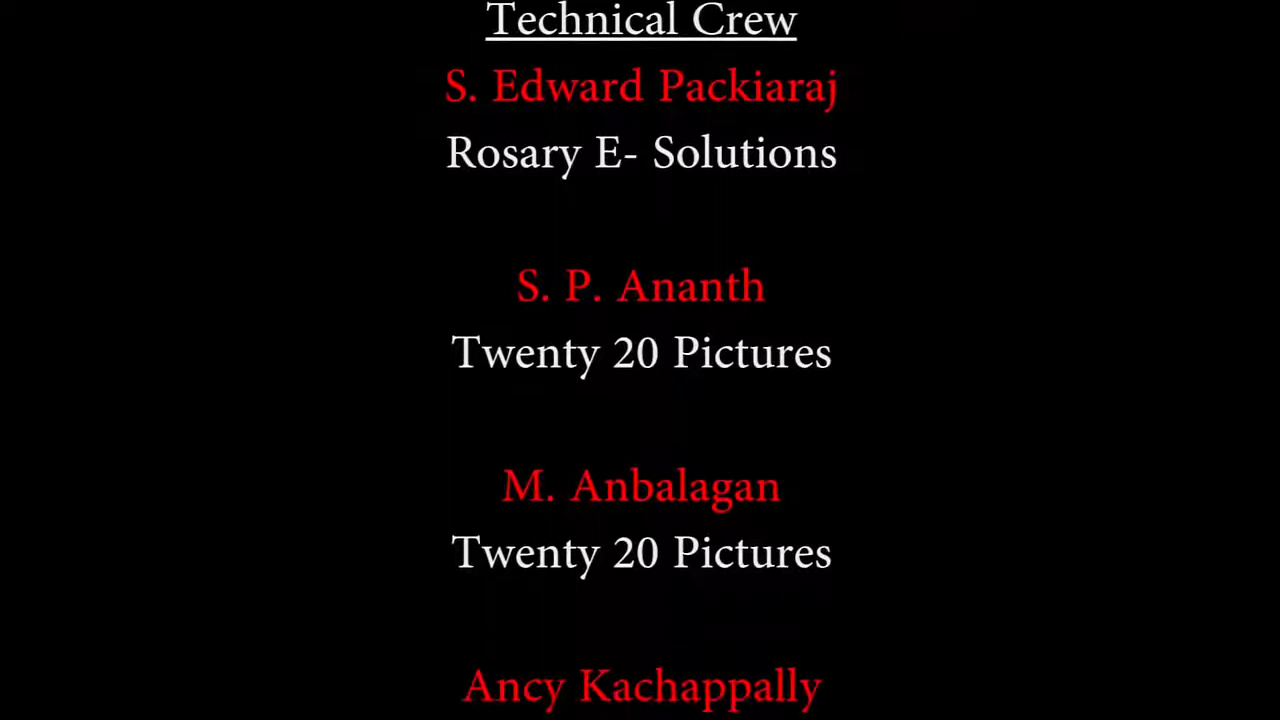 Technical Crew
S. Edward Packiaraj
Rosary E- Solutions
S. P. Ananth
Twenty 20 Pictures
M. Anbalagan
Twenty 20 Pictures
Ancy Kachappally